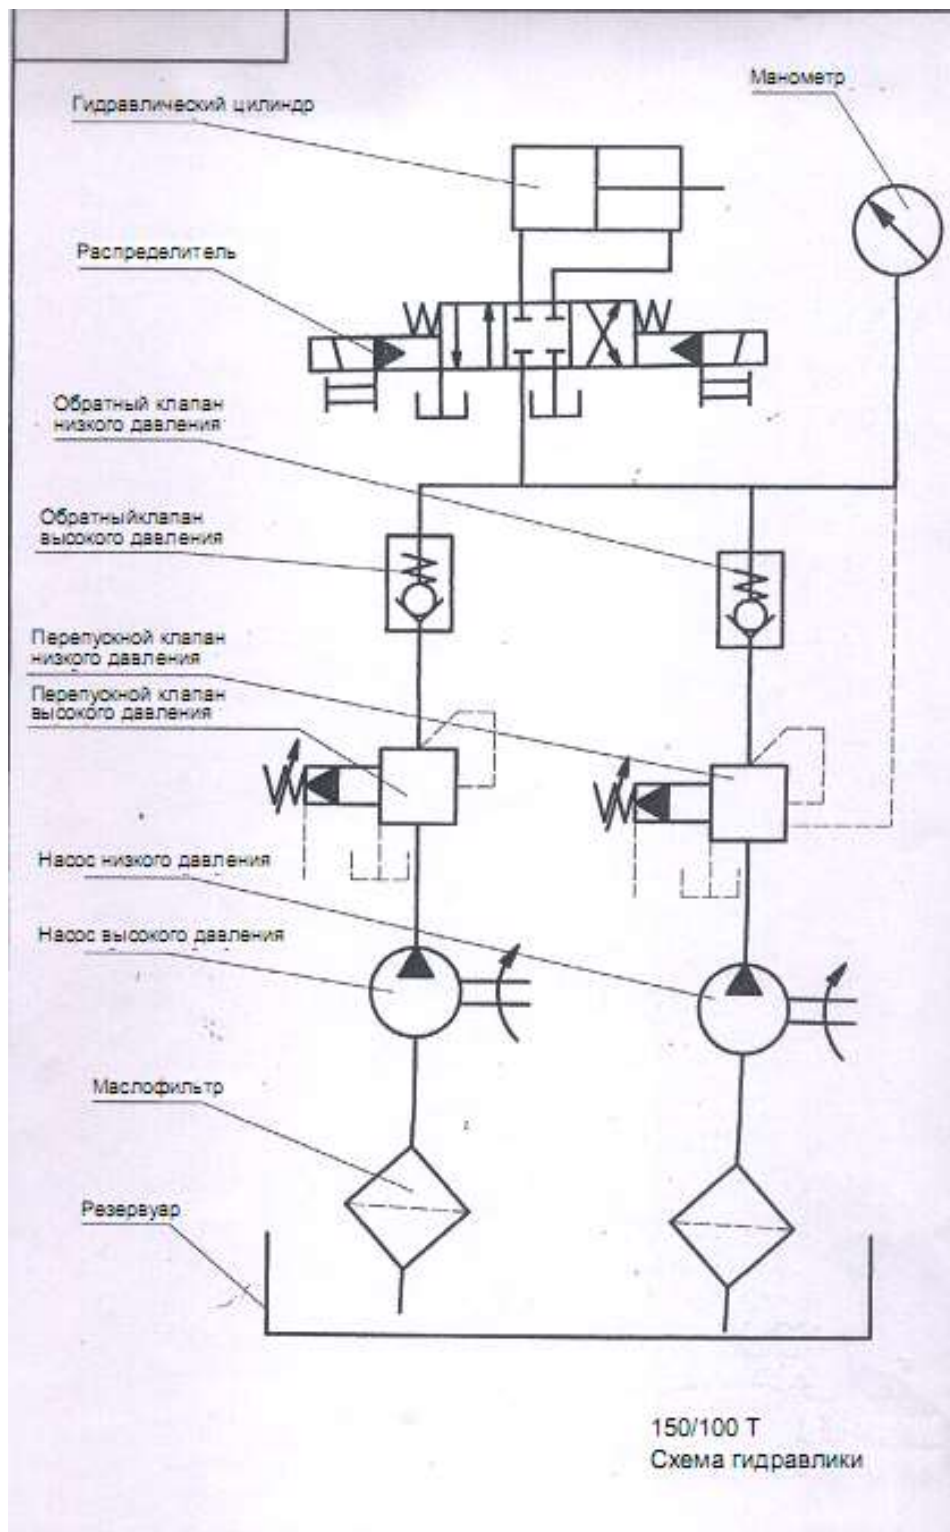 Манометр
Гидравлический цилиндр
Распределитель
Обратный клапан
низкого давления
Обратныйклапан
высокого давления
Перепускной клапан
низкого давления
Перепускной клапан
высокого давления
Насос низкого давления
Насос высокого давления
Маслофильтр
Резервуар
150/100 Т
Схема гидравлики